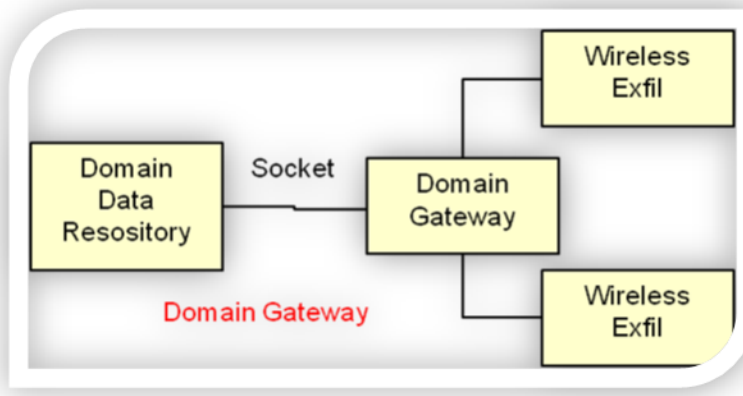 Wireless
Exfil
Domain
Data
Resository
Socket
Domain
Gateway
Domain Gateway
Wireless
Exfil